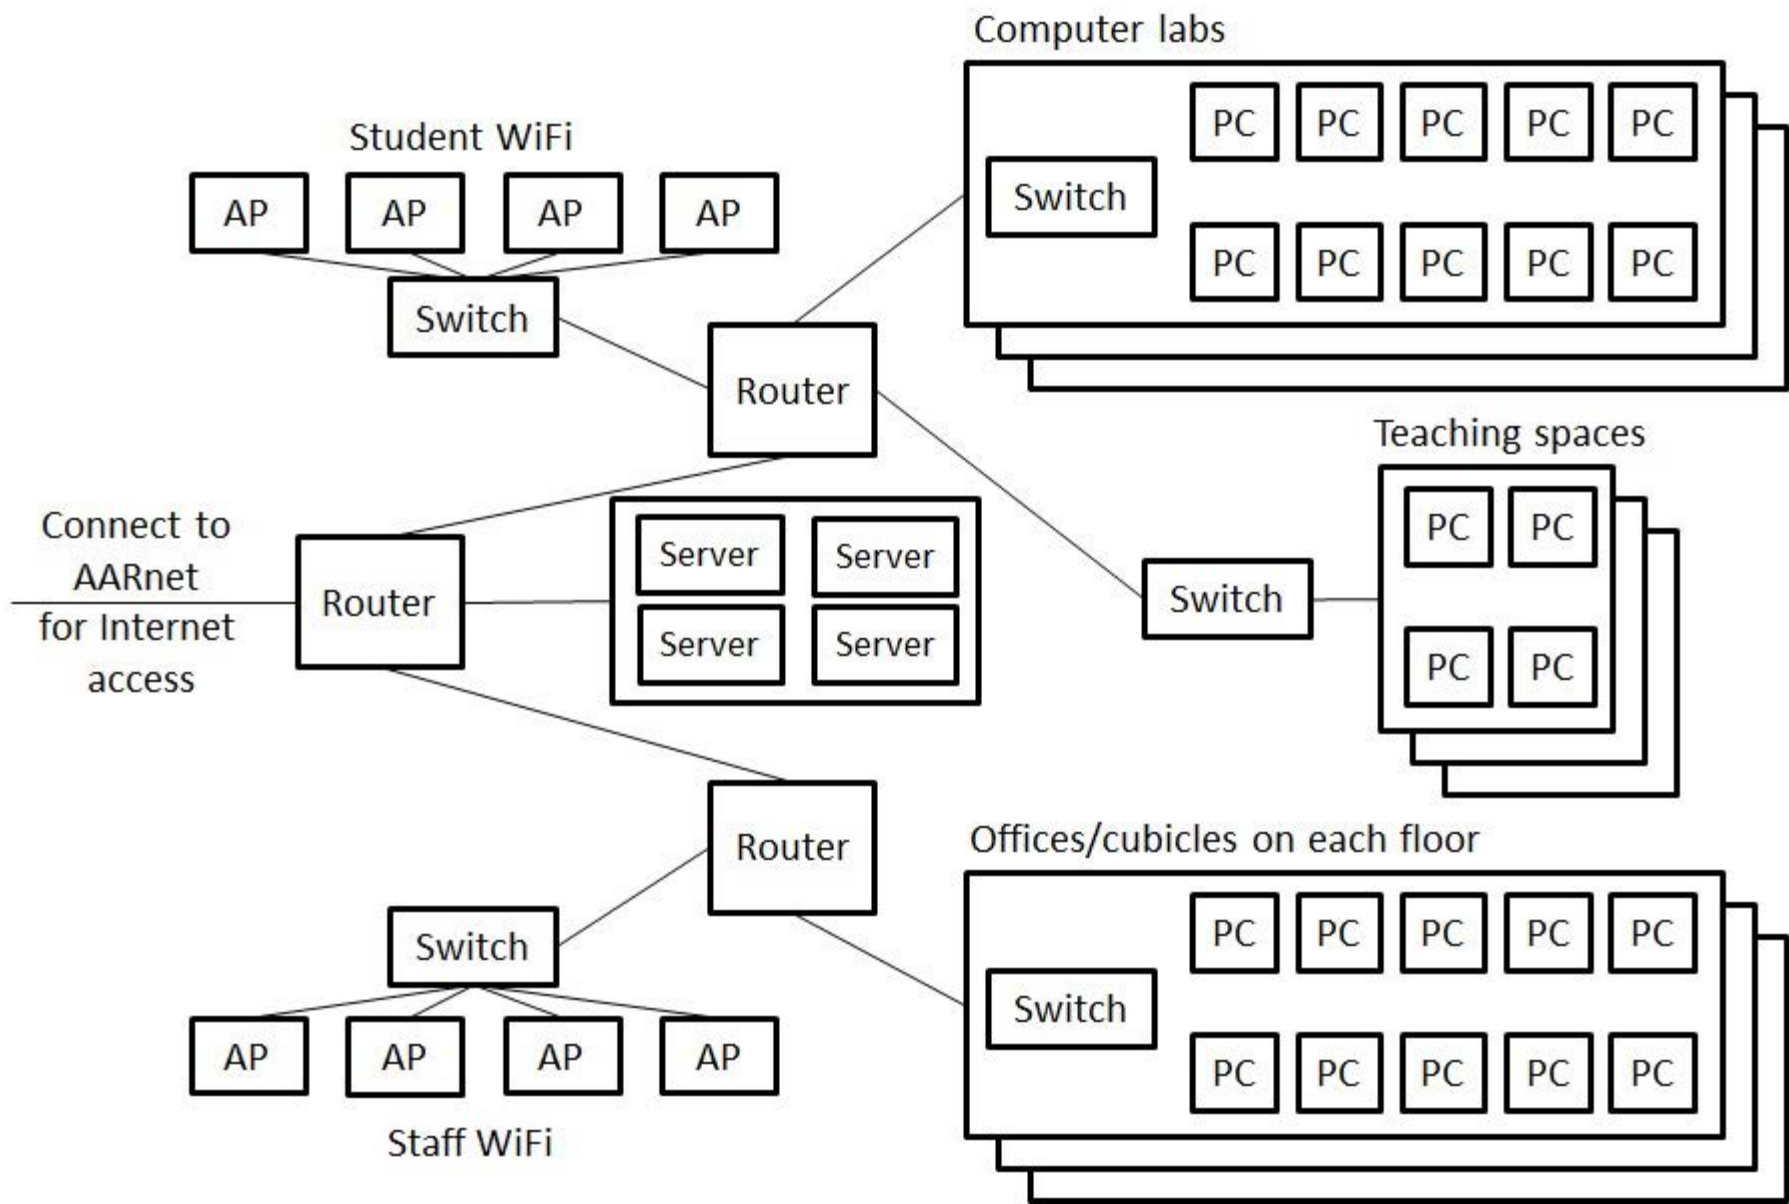 Computer labs
PC PC PC PC PC
Switch
PC PC PC PC PC
Student WiFi
AP AP AP AP
Switch
Router
Teaching spaces
PC PC
PC PC
Switch
Connect to
AARnet
for Internet
access
Router
Server Server
Server Server
Router
Offices/cubicles on each floor
PC PC PC PC PC
Switch
PC PC PC PC PC
Switch
AP AP AP AP
Staff WiFi